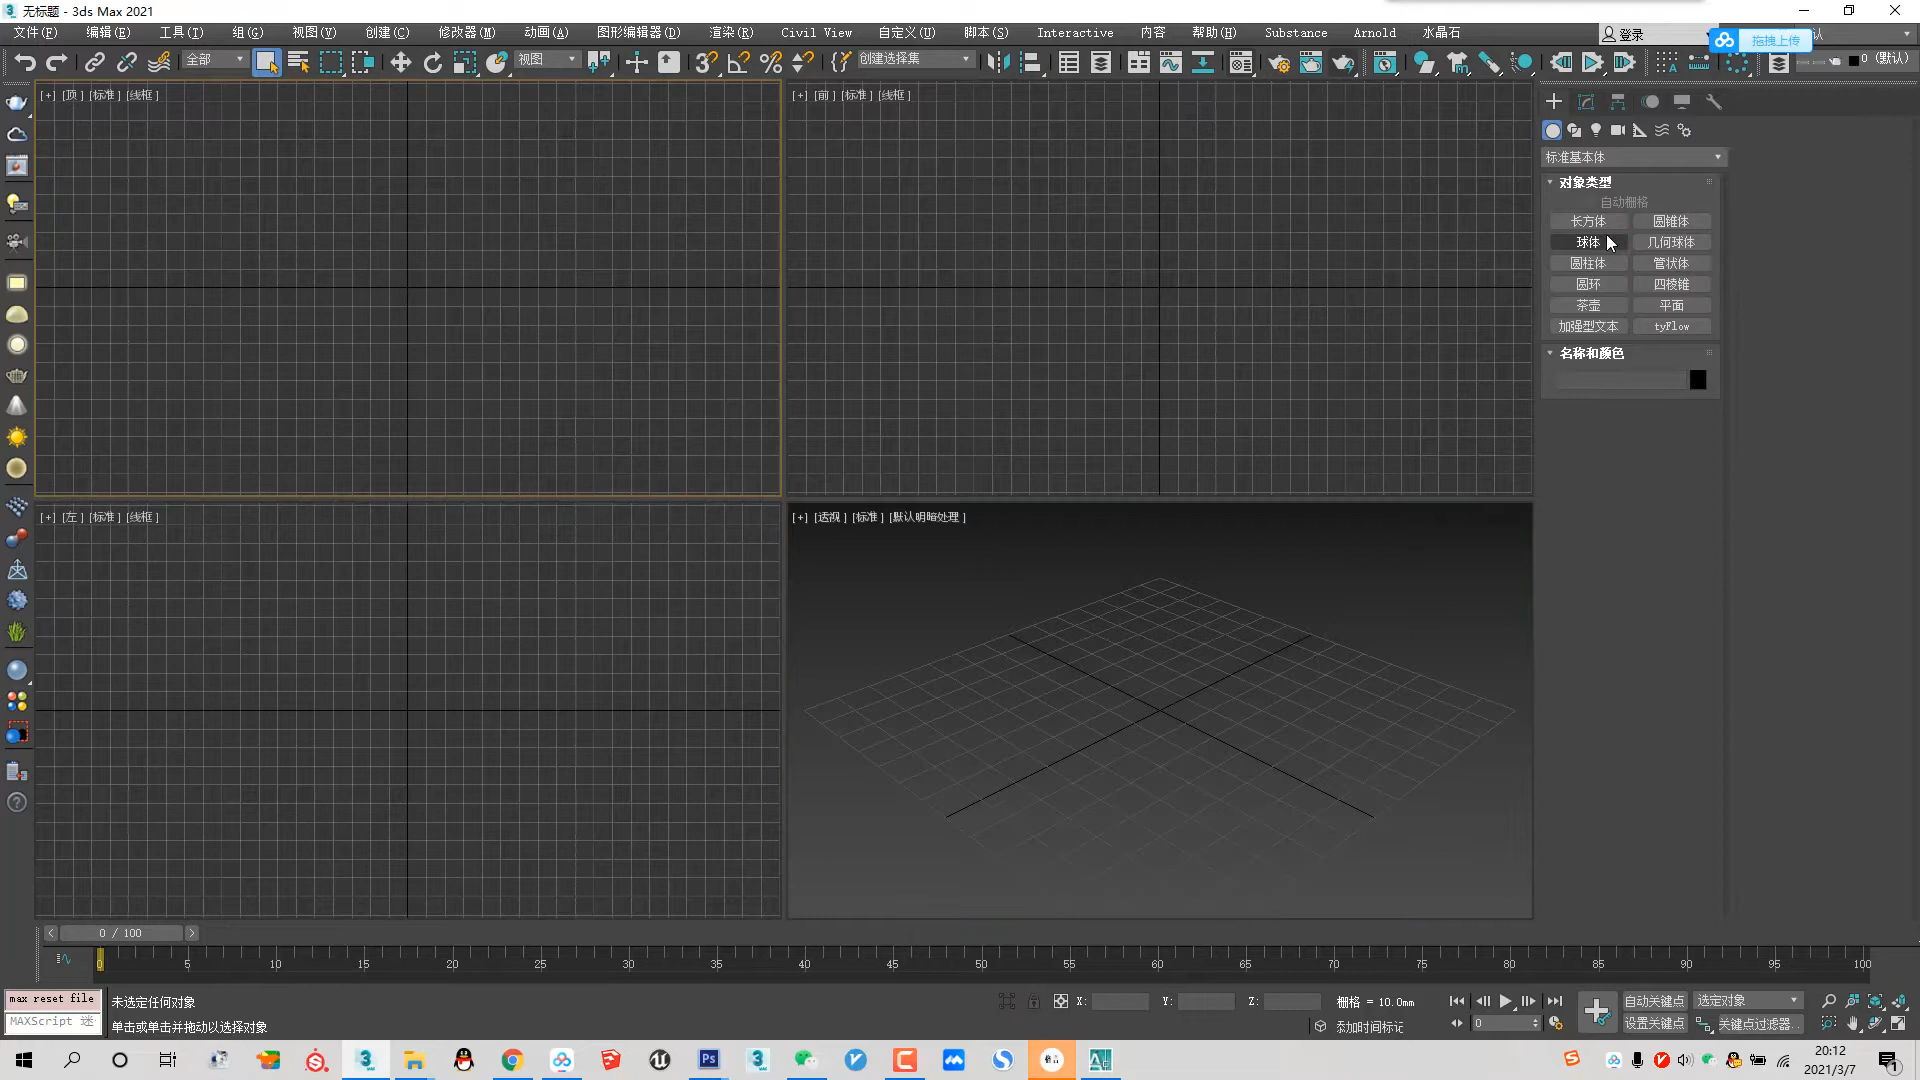 无标题 - 3ds Max 2021
文件(F) 编辑(E) 工具(T) 组(G) 视图(V) 创建(C) 修改器(M) 动画(A) 图形编辑器(D) 渲染(R) Civil View 自定义(U) 脚本(S) Interactive 内容 帮助(H) Substance Arnold 水晶石 登录
拖拽上传
全部 视图 创建选择集 0 (默认)
[+] [顶] [标准] [线框]
[+] [前] [标准] [线框]
标准基本体
对象类型
自动栅格
长方体 圆锥体
球体 几何球体
圆柱体 管状体
圆环 四棱锥
茶壶 平面
加强型文本 tyFlow
名称和颜色
[+] [左] [标准] [线框]
[+] [透视] [标准] [默认明暗处理]
0 / 100
0 5 10 15 20 25 30 35 40 45 50 55 60 65 70 75 80 85 90 95 100
max reset file 未选定任何对象 X: Y: Z: 栅格 = 10.0mm 自动关键点 选定对象
MAXScript 迷 单击或单击并拖动以选择对象 添加时间标记 0 设置关键点 关键点过滤器...
20:12
2021/3/7